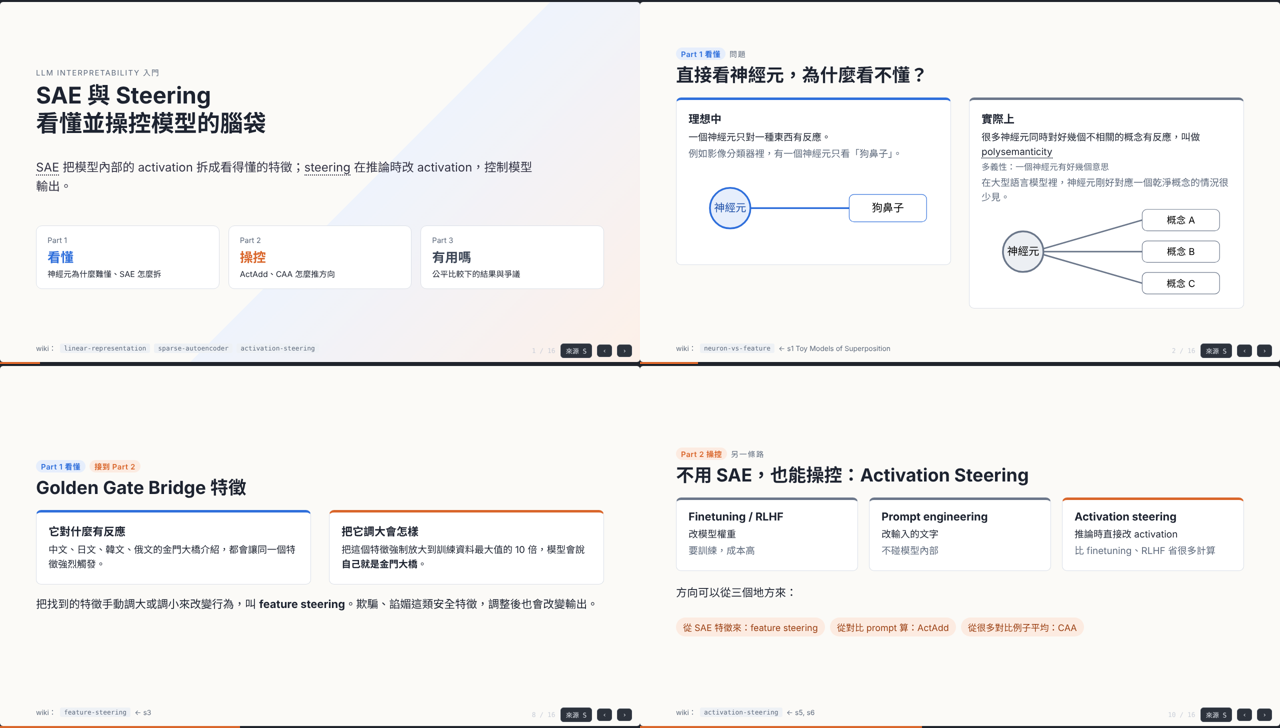 LLM INTERPRETABILITY 入門
SAE 與 Steering
看懂並操控模型的腦袋
SAE 把模型內部的 activation 拆成看得懂的特徵；steering 在推論時改 activation，控制模型
輸出。
Part 1
看懂
神經元為什麼難懂、SAE 怎麼拆
Part 2
操控
ActAdd、CAA 怎麼推方向
Part 3
有用嗎
公平比較下的結果與爭議
wiki： linear-representation sparse-autoencoder activation-steering
1 / 16 來源 S ‹ ›
Part 1 看懂 問題
直接看神經元，為什麼看不懂？
理想中
一個神經元只對一種東西有反應。
例如影像分類器裡，有一個神經元只看「狗鼻子」。
神經元
狗鼻子
實際上
很多神經元同時對好幾個不相關的概念有反應，叫做
polysemanticity
多義性：一個神經元有好幾個意思
在大型語言模型裡，神經元剛好對應一個乾淨概念的情況很
少見。
神經元
概念 A
概念 B
概念 C
wiki： neuron-vs-feature ← s1 Toy Models of Superposition
2 / 16 來源 S ‹ ›
Part 1 看懂 接到 Part 2
Golden Gate Bridge 特徵
它對什麼有反應
中文、日文、韓文、俄文的金門大橋介紹，都會讓同一個特
徵強烈觸發。
把它調大會怎樣
把這個特徵強制放大到訓練資料最大值的 10 倍，模型會說
自己就是金門大橋。
把找到的特徵手動調大或調小來改變行為，叫 feature steering。欺騙、諂媚這類安全特徵，調整後也會改變輸出。
wiki： feature-steering ← s3
/ 16 來源 S ‹ ›
Part 2 操控 另一條路
不用 SAE，也能操控：Activation Steering
Finetuning / RLHF
改模型權重
要訓練，成本高
Prompt engineering
改輸入的文字
不碰模型內部
Activation steering
推論時直接改 activation
比 finetuning、RLHF 省很多計算
方向可以從三個地方來：
從 SAE 特徵來：feature steering
從對比 prompt 算：ActAdd
從很多對比例子平均：CAA
wiki： activation-steering ← s5, s6
10 / 16 來源 S ‹ ›